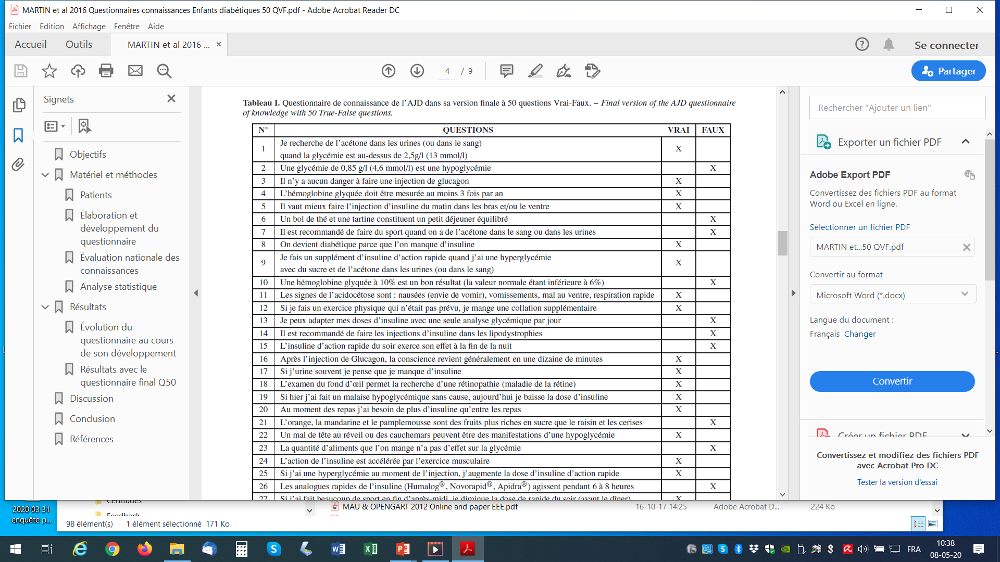 MARTIN et al 2016 Questionnaires connaissances Enfants diabétiques 50 QVF.pdf - Adobe Acrobat Reader DC
Fichier Edition Affichage Fenêtre Aide
Accueil Outils MARTIN et al 2016 ... × Se connecter
4 / 9 Partager
Signets
Objectifs
Matériel et méthodes
Patients
Élaboration et
développement du
questionnaire
Évaluation nationale des
connaissances
Analyse statistique
Résultats
Évolution du
questionnaire au cours
de son développement
Résultats avec le
questionnaire final Q50
Discussion
Conclusion
Références
Tableau I. Questionnaire de connaissance de l’AJD dans sa version finale à 50 questions Vrai-Faux. – Final version of the AJD questionnaire
of knowledge with 50 True-False questions.
N° QUESTIONS VRAI FAUX
1 Je recherche de l’acétone dans les urines (ou dans le sang)
quand la glycémie est au-dessus de 2,5g/l (13 mmol/l) X
2 Une glycémie de 0,85 g/l (4,6 mmol/l) est une hypoglycémie X
3 Il n’y a aucun danger à faire une injection de glucagon X
4 L’hémoglobine glyquée doit être mesurée au moins 3 fois par an X
5 Il vaut mieux faire l’injection d’insuline du matin dans les bras et/ou le ventre X
6 Un bol de thé et une tartine constituent un petit déjeuner équilibré X
7 Il est recommandé de faire du sport quand on a de l’acétone dans le sang ou dans les urines X
8 On devient diabétique parce que l’on manque d’insuline X
9 Je fais un supplément d’insuline d’action rapide quand j’ai une hyperglycémie
avec du sucre et de l’acétone dans les urines (ou dans le sang) X
10 Une hémoglobine glyquée à 10% est un bon résultat (la valeur normale étant inférieure à 6%) X
11 Les signes de l’acidocétose sont : nausées (envie de vomir), vomissements, mal au ventre, respiration rapide X
12 Si je fais un exercice physique qui n’était pas prévu, je mange une collation supplémentaire X
13 Je peux adapter mes doses d’insuline avec une seule analyse glycémique par jour X
14 Il est recommandé de faire les injections d’insuline dans les lipodystrophies X
15 L’insuline d’action rapide du soir exerce son effet à la fin de la nuit X
16 Après l’injection de Glucagon, la conscience revient généralement en une dizaine de minutes X
17 Si j’urine souvent je pense que je manque d’insuline X
18 L’examen du fond d’œil permet la recherche d’une rétinopathie (maladie de la rétine) X
19 Si hier j’ai fait un malaise hypoglycémique sans cause, aujourd’hui je baisse la dose d’insuline X
20 Au moment des repas j’ai besoin de plus d’insuline qu’entre les repas X
21 L’orange, la mandarine et le pamplemousse sont des fruits plus riches en sucre que le raisin et les cerises X
22 Un mal de tête au réveil ou des cauchemars peuvent être des manifestations d’une hypoglycémie X
23 La quantité d’aliments que l’on mange n’a pas d’effet sur la glycémie X
24 L’action de l’insuline est accélérée par l’exercice musculaire X
25 Si j’ai une hyperglycémie au moment de l’injection, j’augmente la dose d’insuline d’action rapide X
26 Les analogues rapides de l’insuline (Humalog®, Novorapid®, Apidra®) agissent pendant 6 à 8 heures X
27 Si j’ai fait beaucoup de sport en fin d’après-midi, je diminue la dose de rapide du soir (avant le dîner) X
Rechercher "Ajouter un lien"
Exporter un fichier PDF
Adobe Export PDF
Convertissez des fichiers PDF au format
Word ou Excel en ligne.
Sélectionner un fichier PDF
MARTIN et...50 QVF.pdf
Convertir au format
Microsoft Word (*.docx)
Langue du document :
Français Changer
Convertir
Créer un fichier PDF
Convertissez et modifiez des fichiers PDF
avec Acrobat Pro DC
Tester la version d'essai
2020 03 31
enquête p...
Certitudes
Feedback
MAU & OPENGART 2012 Online and paper EEE.pdf 16-10-17 14:25 Adobe Acrobat D... 224 Ko
98 élément(s) 1 élément sélectionné 171 Ko
FRA
10:38
08-05-20